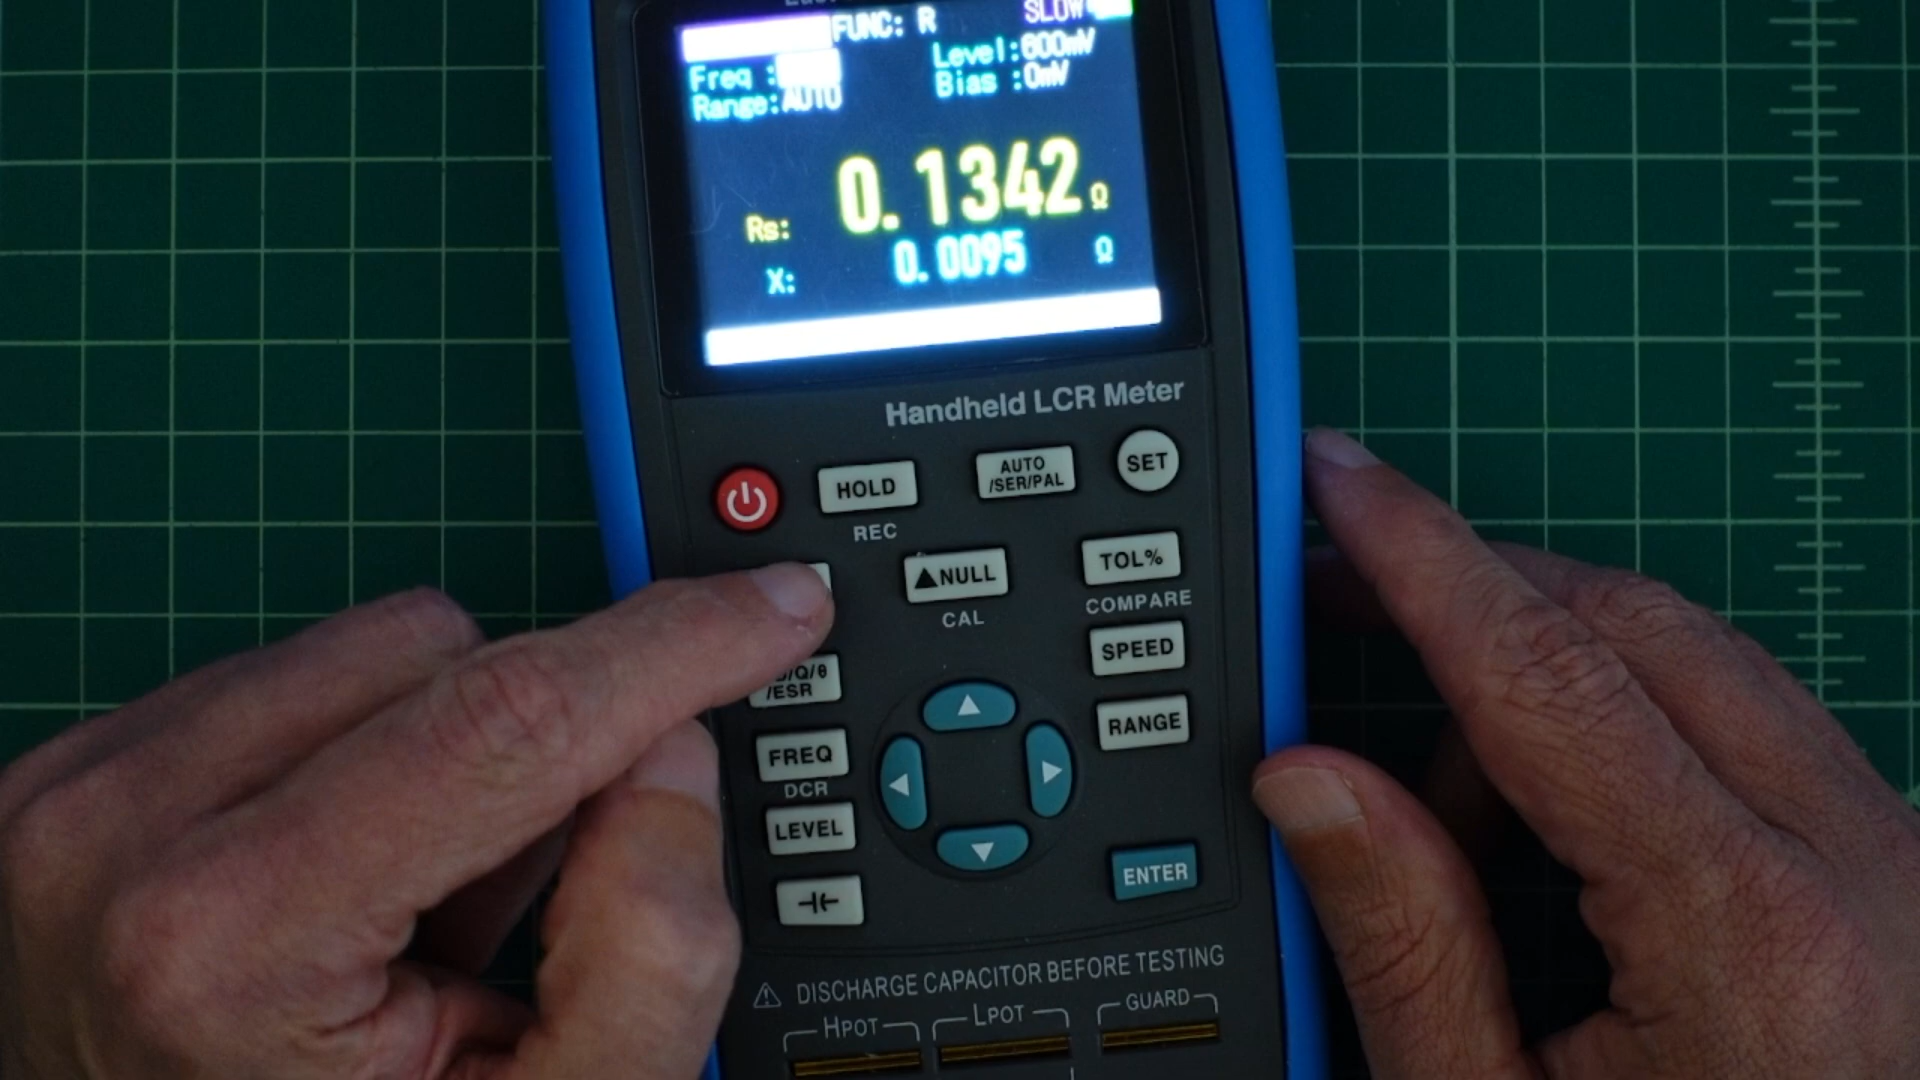 FUNC: R
SLOW
Freq :
Level:600mV
Range:AUTO
Bias :0mV
Rs: 0.1342 Ω
X: 0.0095 Ω
Handheld LCR Meter
HOLD
AUTO
/SER/PAL
SET
REC
▲NULL
TOL%
CAL
COMPARE
/Q/θ
/ESR
SPEED
FREQ
RANGE
DCR
LEVEL
ENTER
DISCHARGE CAPACITOR BEFORE TESTING
HPOT
LPOT
GUARD